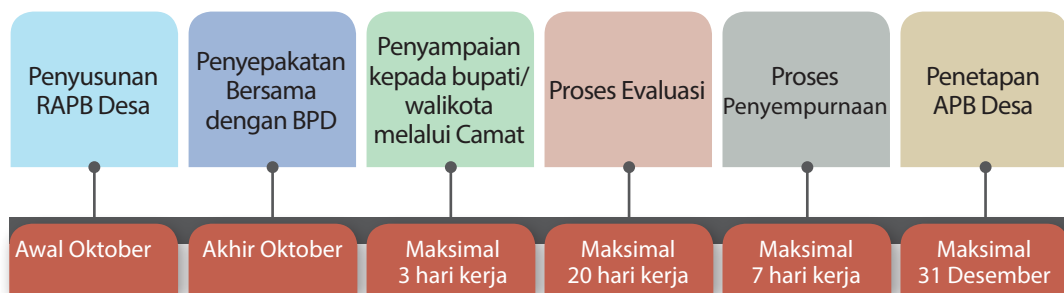 Penyusunan
RAPB Desa
Penyepakatan
Bersama
dengan BPD
Penyampaian
kepada bupati/
walikota
melalui Camat
Proses Evaluasi
Proses
Penyempurnaan
Penetapan
APB Desa
Awal Oktober
Akhir Oktober
Maksimal
3 hari kerja
Maksimal
20 hari kerja
Maksimal
7 hari kerja
Maksimal
31 Desember